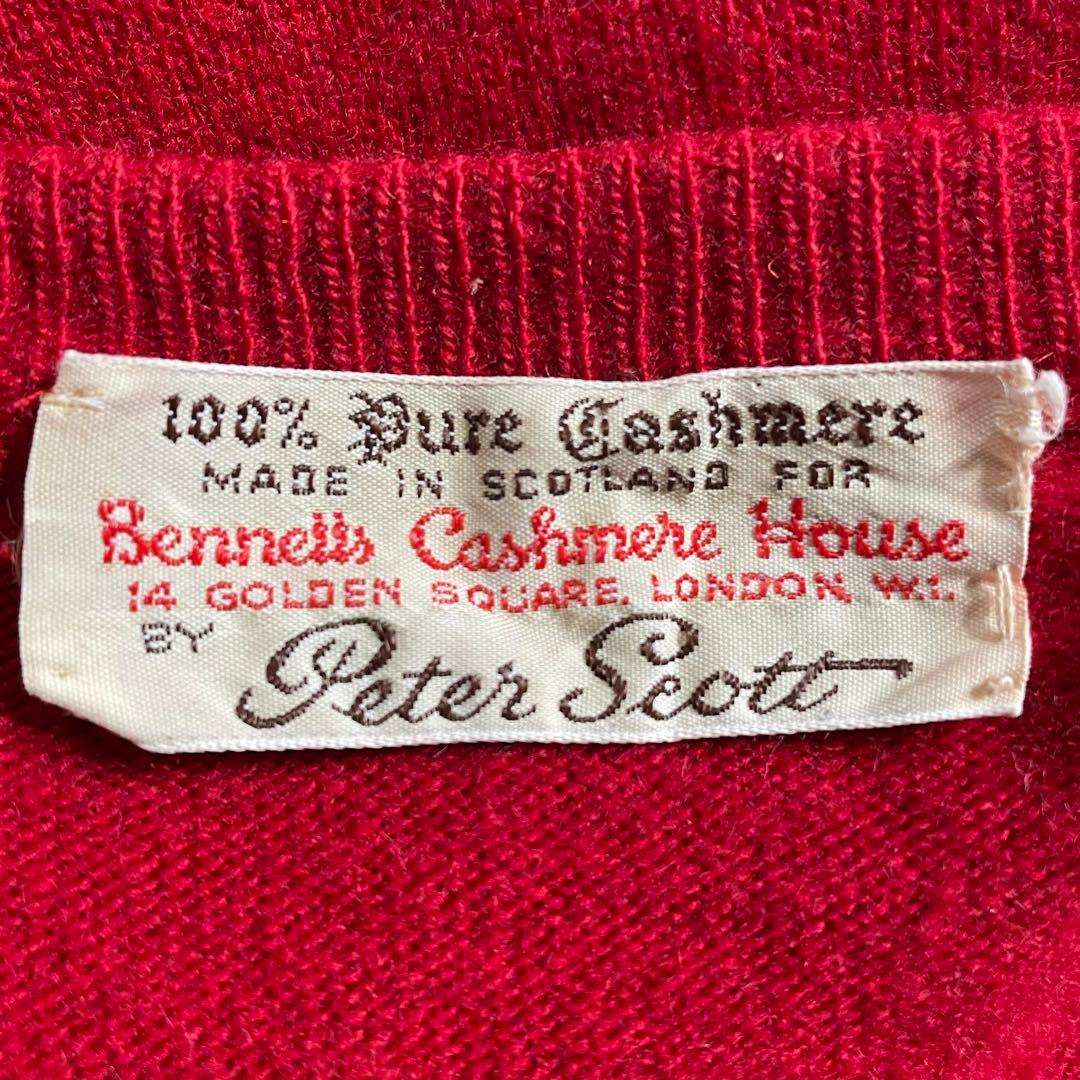 100% Pure Cashmere
MADE IN SCOTLAND FOR
Bennetts Cashmere House
14 GOLDEN SQUARE, LONDON, W.1.
BY
Peter Scott